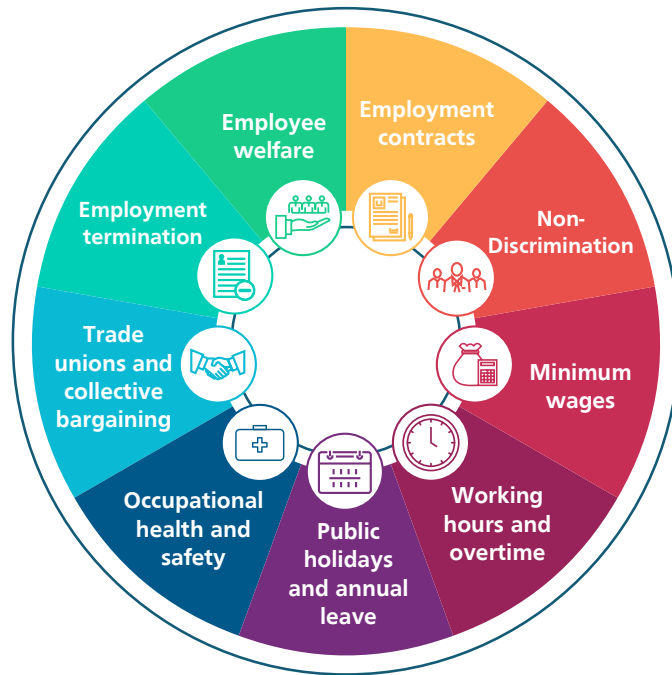 Employment
contracts
Non-
Discrimination
Minimum
wages
Working
hours and
overtime
Public
holidays
and annual
leave
Occupational
health and
safety
Trade
unions and
collective
bargaining
Employment
termination
Employee
welfare